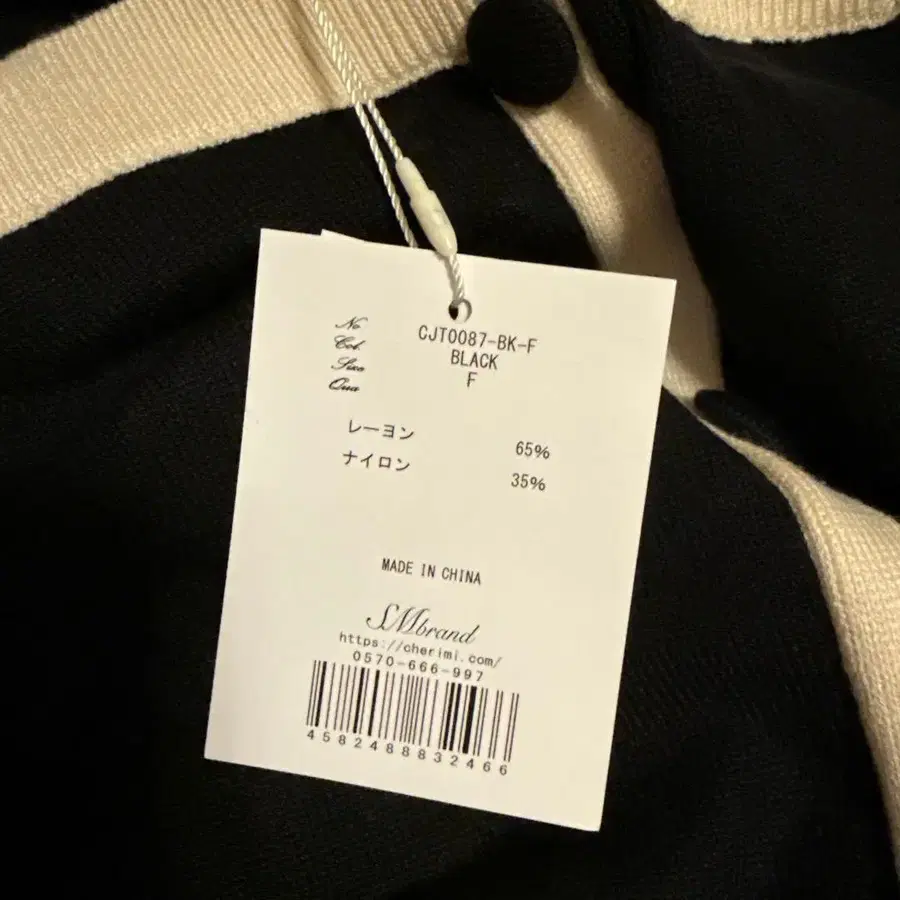 No CJT0087-BK-F
Col. BLACK
Size F
Qua
レーヨン 65%
ナイロン 35%
MADE IN CHINA
SMbrand
https://cherimi.com/
0570-666-997
4582488832466